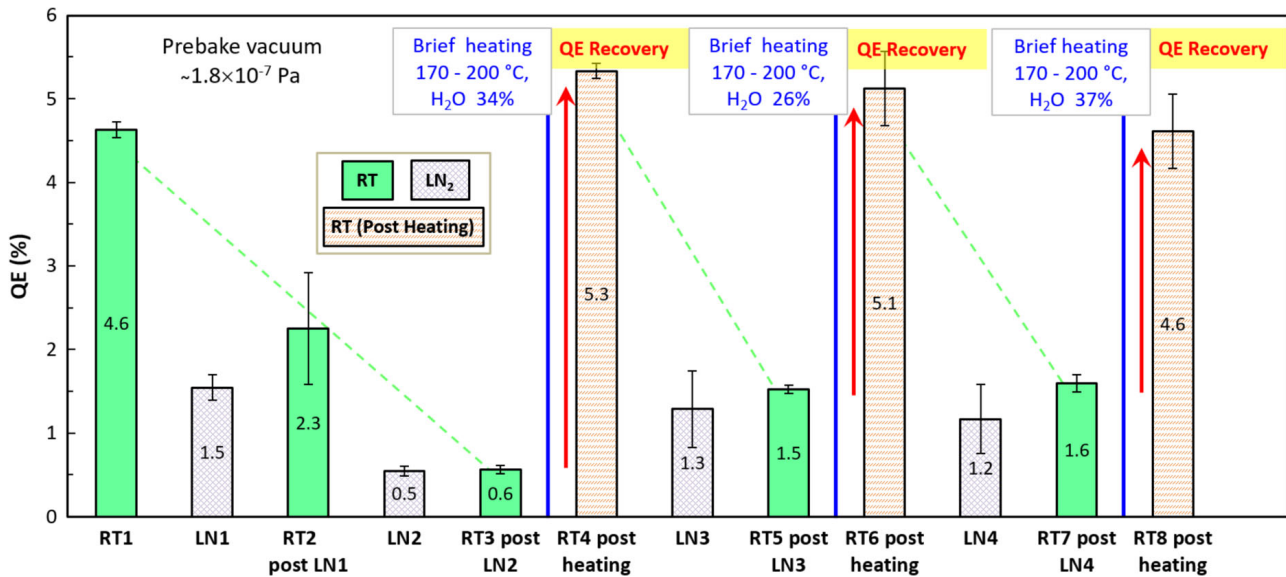 6
5
4
3
2
1
0
QE (%)
Prebake vacuum
~1.8×10⁻⁷ Pa
Brief heating
170 - 200 °C,
H₂O 34%
QE Recovery
Brief heating
170 - 200 °C,
H₂O 26%
QE Recovery
Brief heating
170 - 200 °C,
H₂O 37%
QE Recovery
RT
LN₂
RT (Post Heating)
4.6
1.5
2.3
0.5
0.6
5.3
1.3
1.5
5.1
1.2
1.6
4.6
RT1
LN1
RT2
post LN1
LN2
RT3 post
LN2
RT4 post
heating
LN3
RT5 post
LN3
RT6 post
heating
LN4
RT7 post
LN4
RT8 post
heating